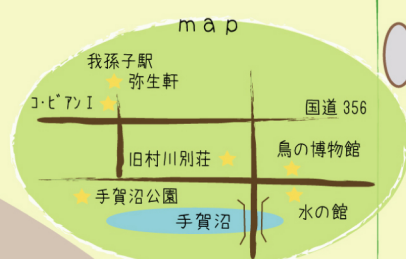 map
我孫子駅
弥生軒
コ・ビアンⅠ
国道 356
旧村川別荘
鳥の博物館
手賀沼公園
水の館
手賀沼